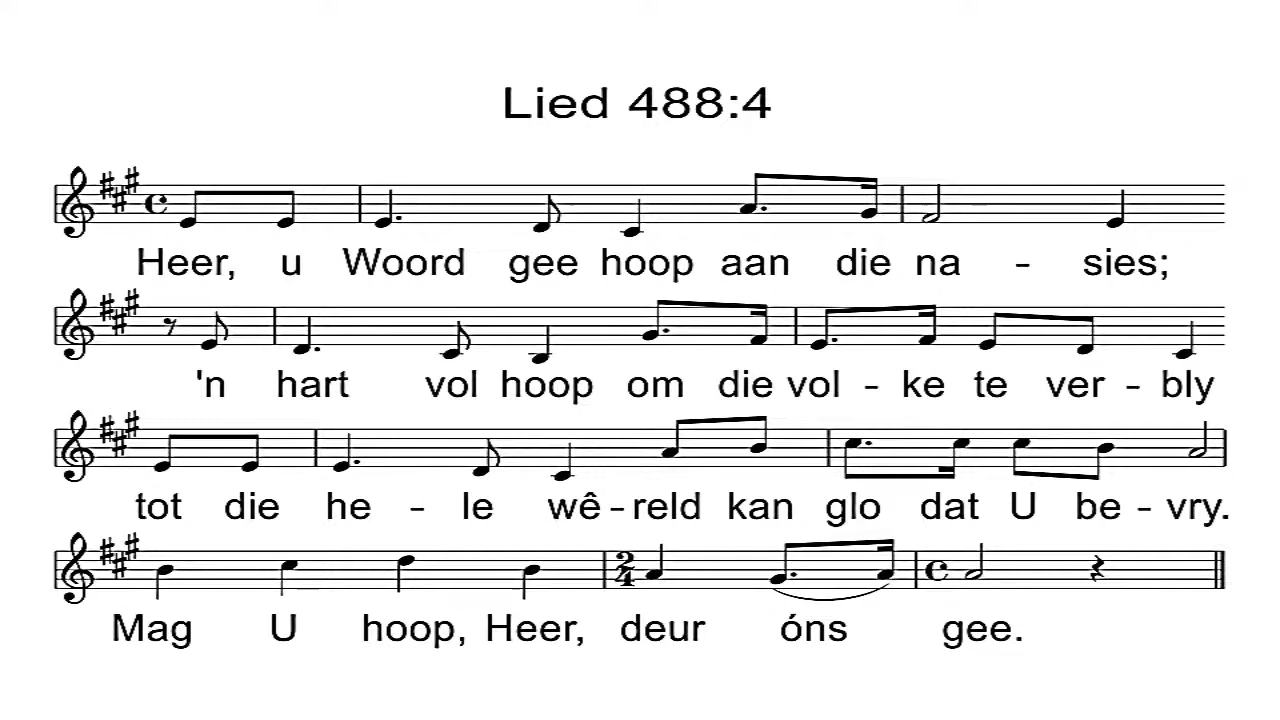 Lied 488:4
Heer, u Woord gee hoop aan die na - sies;
'n hart vol hoop om die vol - ke te ver - bly
tot die he - le wê - reld kan glo dat U be - vry.
2
4
Mag U hoop, Heer, deur óns gee.